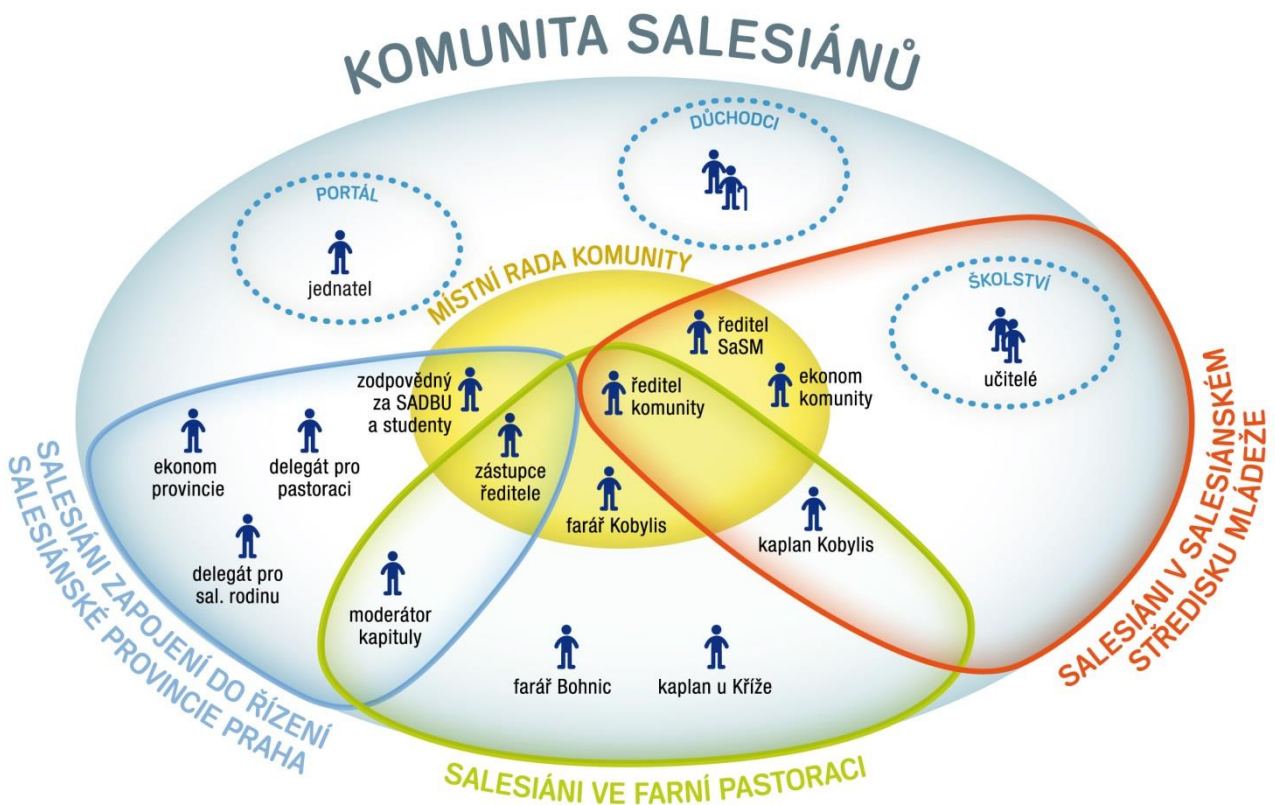 KOMUNITA SALESIÁNŮ
DŮCHODCI
PORTÁL
jednatel
MÍSTNÍ RADA KOMUNITY
ŠKOLSTVÍ
učitelé
ředitel
SaSM
ekonom
komunity
ředitel
komunity
zodpovědný
za SADBU
a studenty
zástupce
ředitele
farář Kobylis
kaplan Kobylis
ekonom
provincie
delegát pro
pastoraci
delegát pro
sal. rodinu
moderátor
kapituly
farář Bohnic
kaplan u Kříže
SALESIÁNI ZAPOJENÍ DO ŘÍZENÍ
SALESIÁNSKÉ PROVINCIE PRAHA
SALESIÁNI VE FARNÍ PASTORACI
SALESIÁNI V SALESIÁNSKÉM
STŘEDISKU MLÁDEŽE